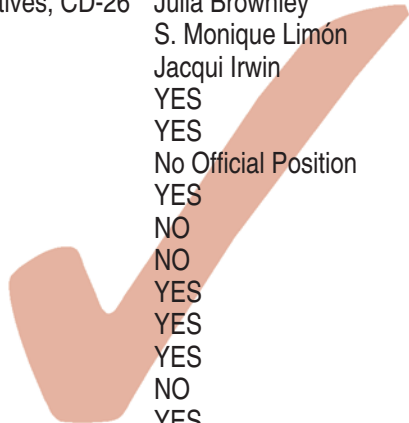 CD-26 Julia Brownley
S. Monique Limón
Jacqui Irwin
YES
YES
No Official Position
YES
NO
NO
YES
YES
YES
NO
YES